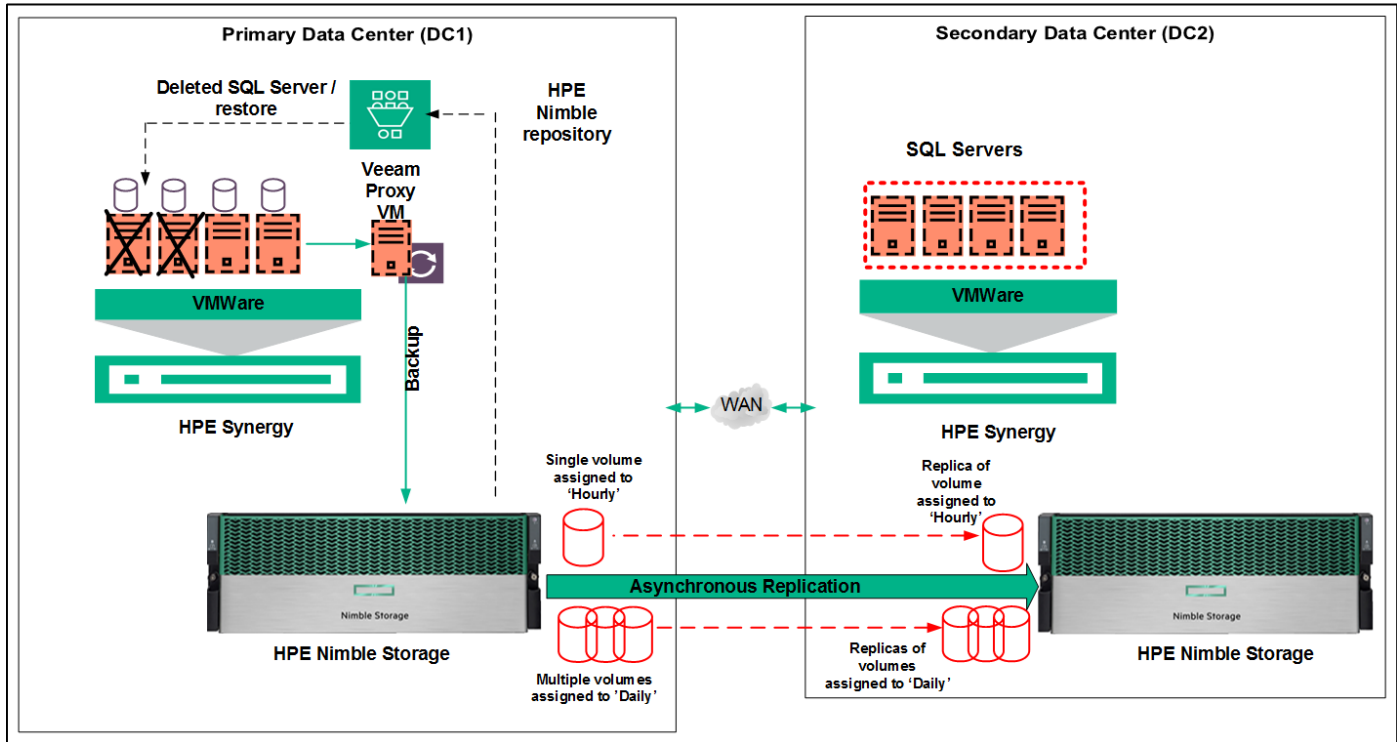 Primary Data Center (DC1)
Deleted SQL Server /
restore
HPE
Nimble
repository
Veeam
Proxy
VM
VMWare
Backup
HPE Synergy
Single volume
assigned to
‘Hourly’
Nimble Storage
HPE Nimble Storage
Multiple volumes
assigned to ’Daily’
WAN
Asynchronous Replication
Secondary Data Center (DC2)
SQL Servers
VMWare
HPE Synergy
Replica of
volume
assigned to
‘Hourly’
Replicas of
volumes
assigned to ‘Daily’
Nimble Storage
HPE Nimble Storage